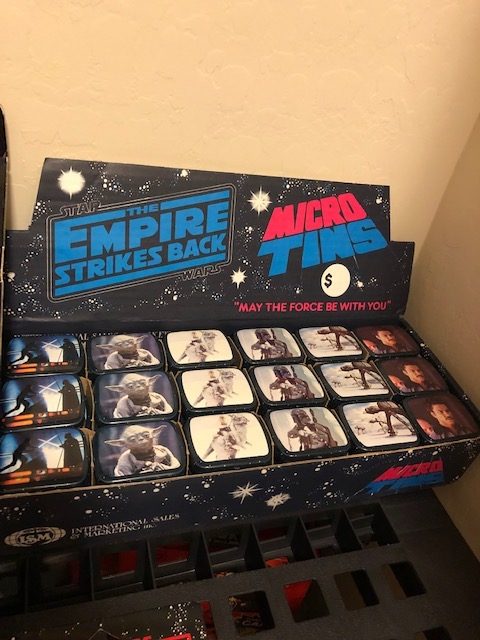 STAR
THE
EMPIRE
STRIKES BACK
WARS
MICRO
TINS
$
"MAY THE FORCE BE WITH YOU"
MICRO
TINS
ISM
INTERNATIONAL SALES
& MARKETING INC.